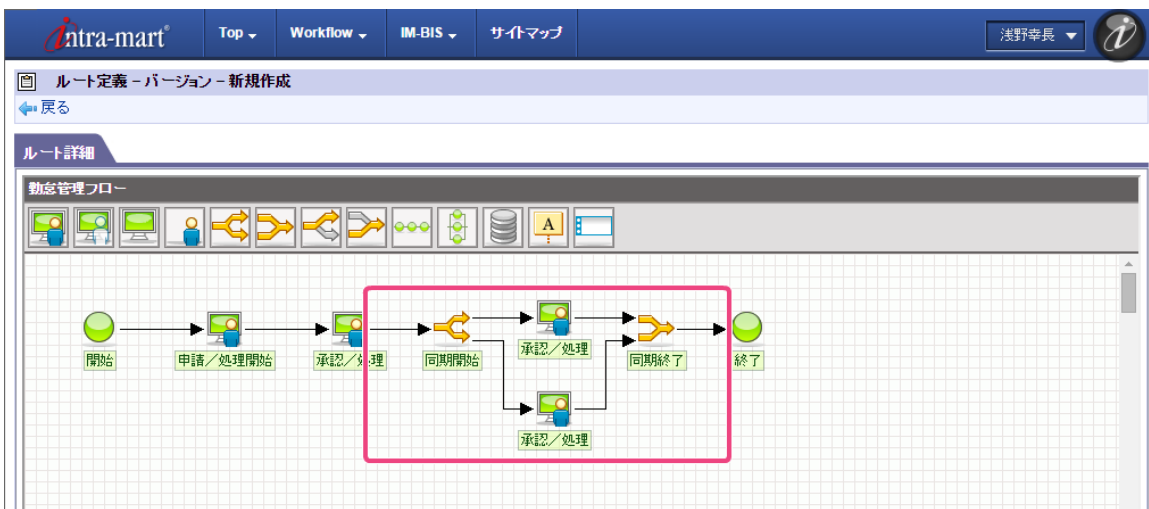 intra-mart® Top Workflow IM-BIS サイトマップ 浅野幸長
ルート定義 - バージョン - 新規作成
戻る
ルート詳細
勤怠管理フロー
A
開始 申請／処理開始 承認／処理 同期開始 承認／処理 同期終了 終了
承認／処理